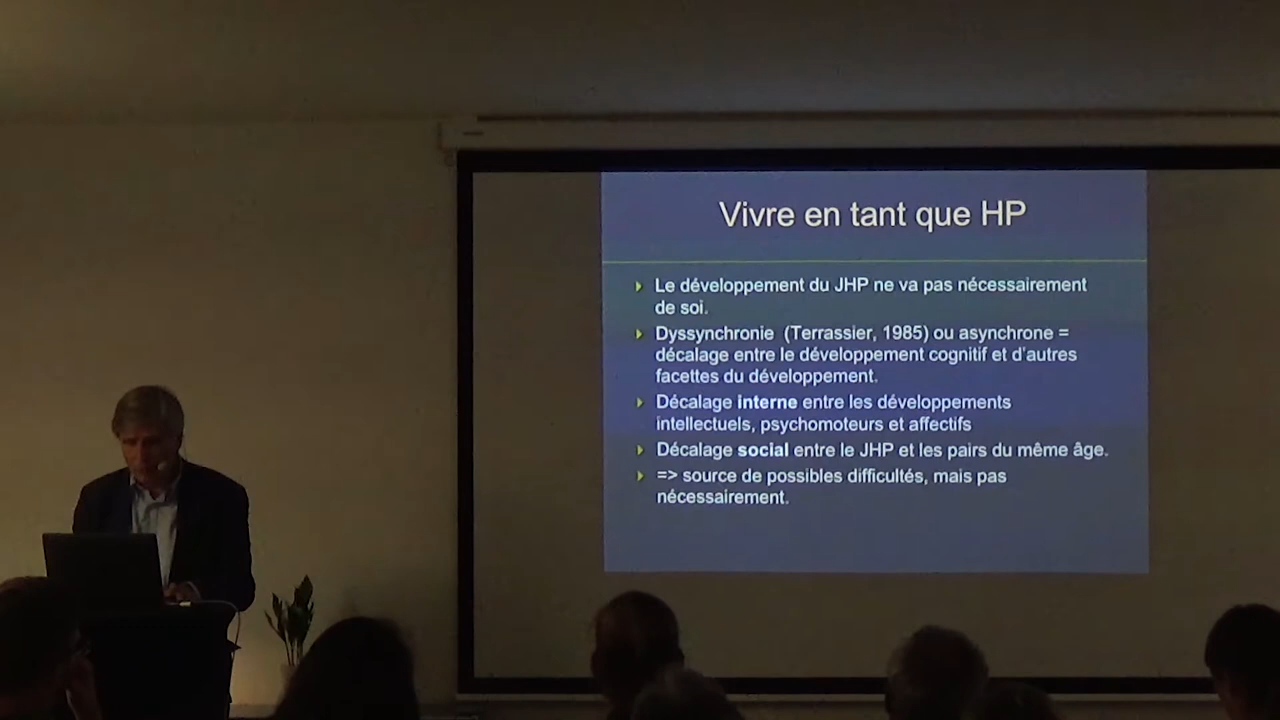 Vivre en tant que HP
Le développement du JHP ne va pas nécessairement
de soi.
Dyssynchronie (Terrassier, 1985) ou asynchrone =
décalage entre le développement cognitif et d'autres
facettes du développement.
Décalage interne entre les développements
intellectuels, psychomoteurs et affectifs
Décalage social entre le JHP et les pairs du même âge.
=> source de possibles difficultés, mais pas
nécessairement.